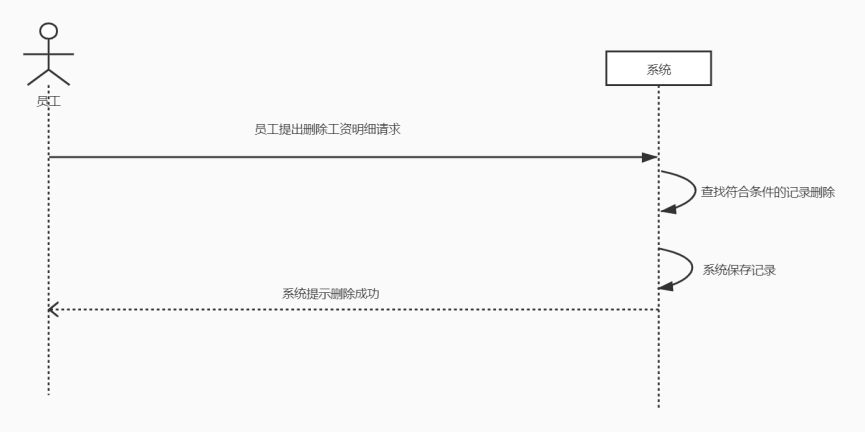 系统
员工
员工提出删除工资明细请求
查找符合条件的记录删除
系统保存记录
系统提示删除成功